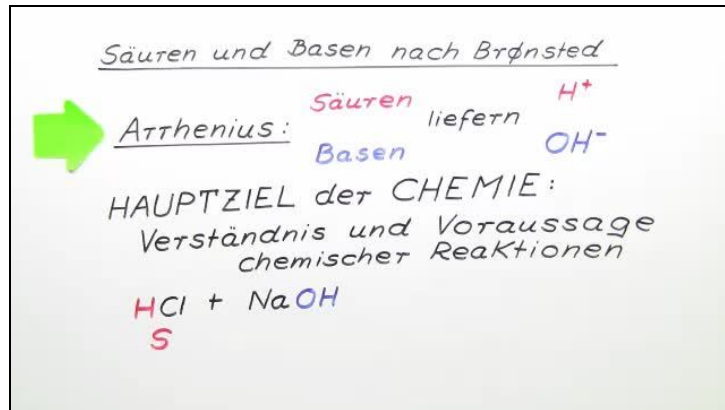 Säuren und Basen nach Brønsted
Arrhenius: Säuren liefern H⁺
Basen OH⁻
HAUPTZIEL der CHEMIE:
Verständnis und Voraussage
chemischer Reaktionen
HCl + NaOH
S